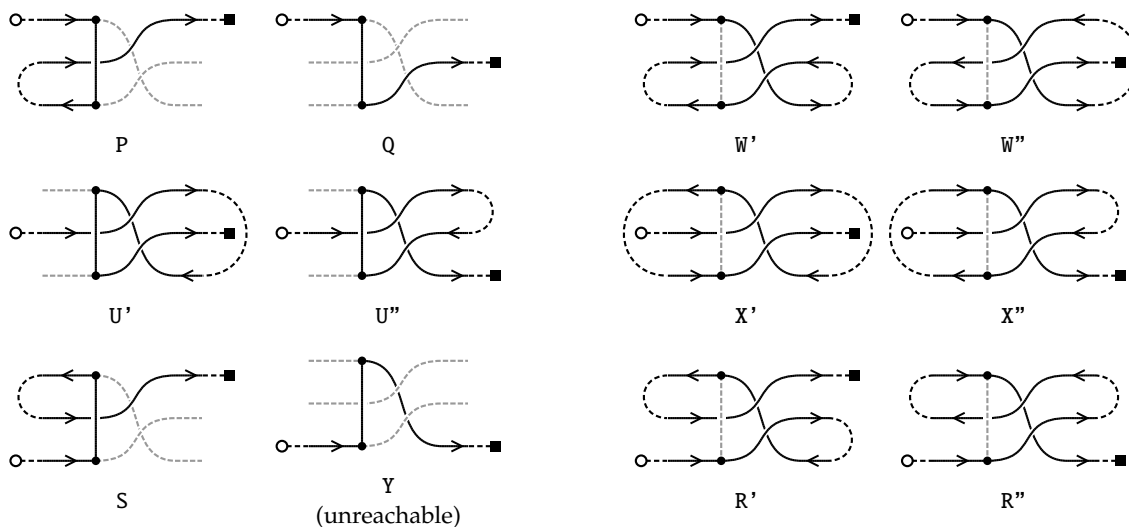 P Q W' W”
U' U” X' X”
S Y R' R”
(unreachable)